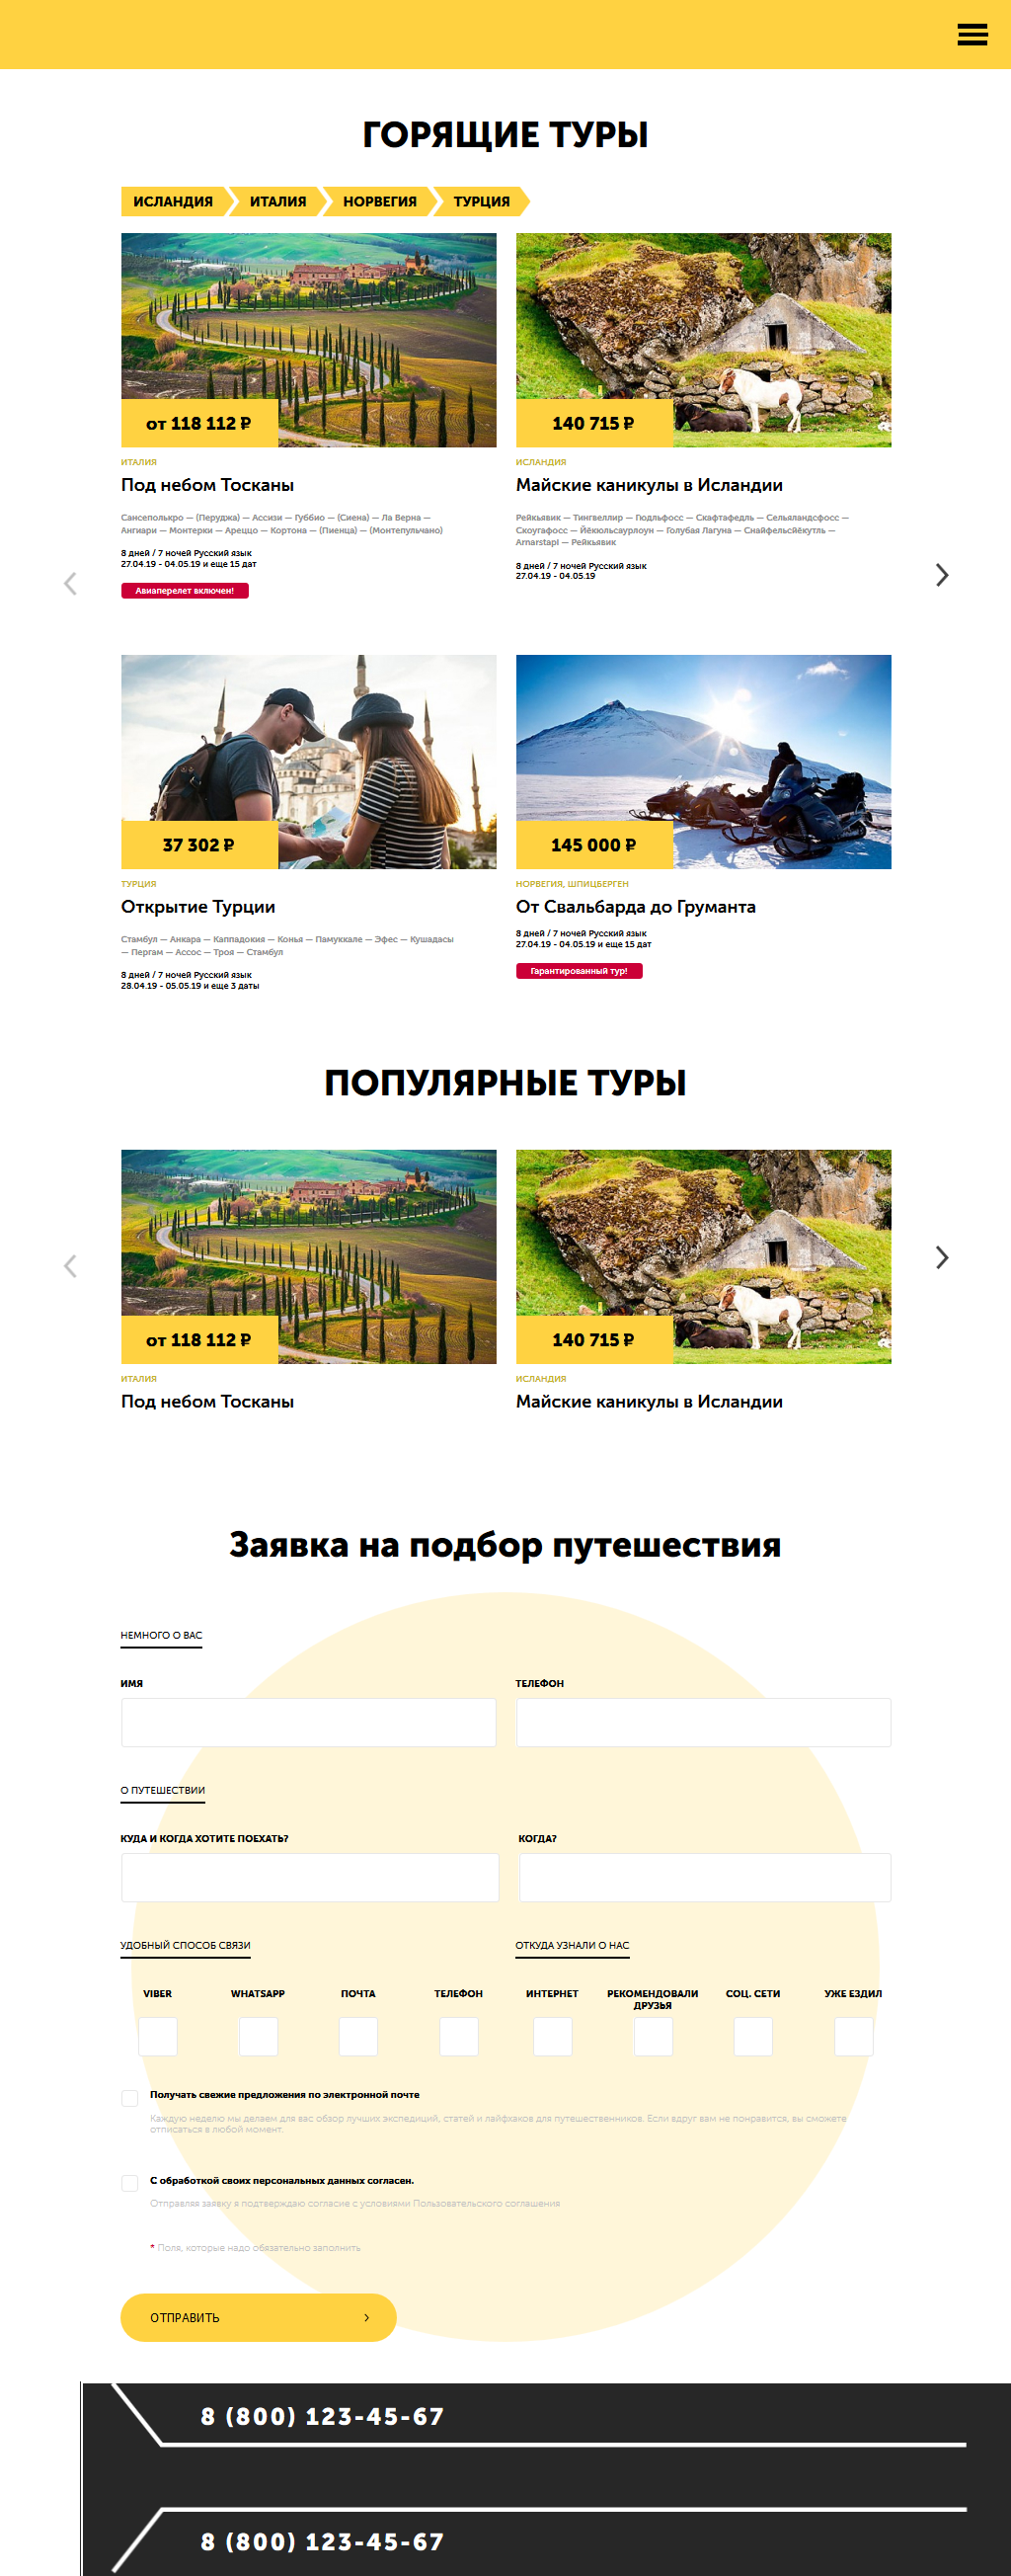 ГОРЯЩИЕ ТУРЫ
ИСЛАНДИЯ ИТАЛИЯ НОРВЕГИЯ ТУРЦИЯ
от 118 112 ₽
ИТАЛИЯ
Под небом Тосканы
Сансеполькро — (Перуджа) — Ассизи — Губбио — (Сиена) — Ла Верна —
Ангиари — Монтерки — Ареццо — Кортона — (Пиенца) — (Монтепульчано)
8 дней / 7 ночей Русский язык
27.04.19 - 04.05.19 и еще 15 дат
Авиаперелет включен!
140 715 ₽
ИСЛАНДИЯ
Майские каникулы в Исландии
Рейкьявик — Тингвеллир — Гюдльфосс — Скафтафедль — Сельяландсфосс —
Скоугафосс — Йёкюльсаурлоун — Голубая Лагуна — Снайфельсйёкутль —
Arnarstapi — Рейкьявик
8 дней / 7 ночей Русский язык
27.04.19 - 04.05.19
37 302 ₽
ТУРЦИЯ
Открытие Турции
Стамбул — Анкара — Каппадокия — Конья — Памуккале — Эфес — Кушадасы
— Пергам — Ассос — Троя — Стамбул
8 дней / 7 ночей Русский язык
28.04.19 - 05.05.19 и еще 3 даты
145 000 ₽
НОРВЕГИЯ, ШПИЦБЕРГЕН
От Свальбарда до Груманта
8 дней / 7 ночей Русский язык
27.04.19 - 04.05.19 и еще 15 дат
Гарантированный тур!
ПОПУЛЯРНЫЕ ТУРЫ
от 118 112 ₽
ИТАЛИЯ
Под небом Тосканы
140 715 ₽
ИСЛАНДИЯ
Майские каникулы в Исландии
Заявка на подбор путешествия
НЕМНОГО О ВАС
ИМЯ
ТЕЛЕФОН
О ПУТЕШЕСТВИИ
КУДА И КОГДА ХОТИТЕ ПОЕХАТЬ?
КОГДА?
УДОБНЫЙ СПОСОБ СВЯЗИ
VIBER WHATSAPP ПОЧТА ТЕЛЕФОН
ОТКУДА УЗНАЛИ О НАС
ИНТЕРНЕТ РЕКОМЕНДОВАЛИ ДРУЗЬЯ СОЦ. СЕТИ УЖЕ ЕЗДИЛ
Получать свежие предложения по электронной почте
Каждую неделю мы делаем для вас обзор лучших экспедиций, статей и лайфхаков для путешественников. Если вдруг вам не понравится, вы сможете
отписаться в любой момент.
С обработкой своих персональных данных согласен.
Отправляя заявку я подтверждаю согласие с условиями Пользовательского соглашения
* Поля, которые надо обязательно заполнить
ОТПРАВИТЬ
8 (800) 123-45-67
8 (800) 123-45-67